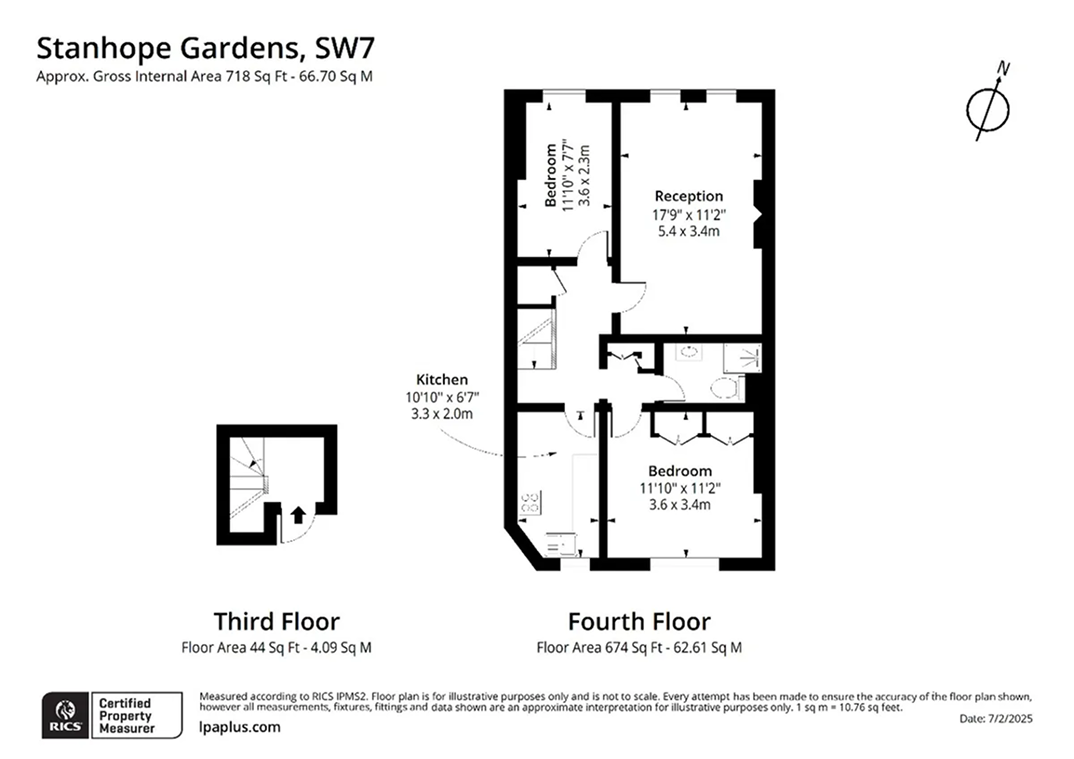 Stanhope Gardens, SW7
Approx. Gross Internal Area 718 Sq Ft - 66.70 Sq M
N
Bedroom
11'10" x 7'7"
3.6 x 2.3m
Reception
17'9" x 11'2"
5.4 x 3.4m
Kitchen
10'10" x 6'7"
3.3 x 2.0m
Bedroom
11'10" x 11'2"
3.6 x 3.4m
Third Floor
Floor Area 44 Sq Ft - 4.09 Sq M
Fourth Floor
Floor Area 674 Sq Ft - 62.61 Sq M
RICS
Certified
Property
Measurer
Measured according to RICS IPMS2. Floor plan is for illustrative purposes only and is not to scale. Every attempt has been made to ensure the accuracy of the floor plan shown,
however all measurements, fixtures, fittings and data shown are an approximate interpretation for illustrative purposes only. 1 sq m = 10.76 sq feet.
lpaplus.com
Date: 7/2/2025